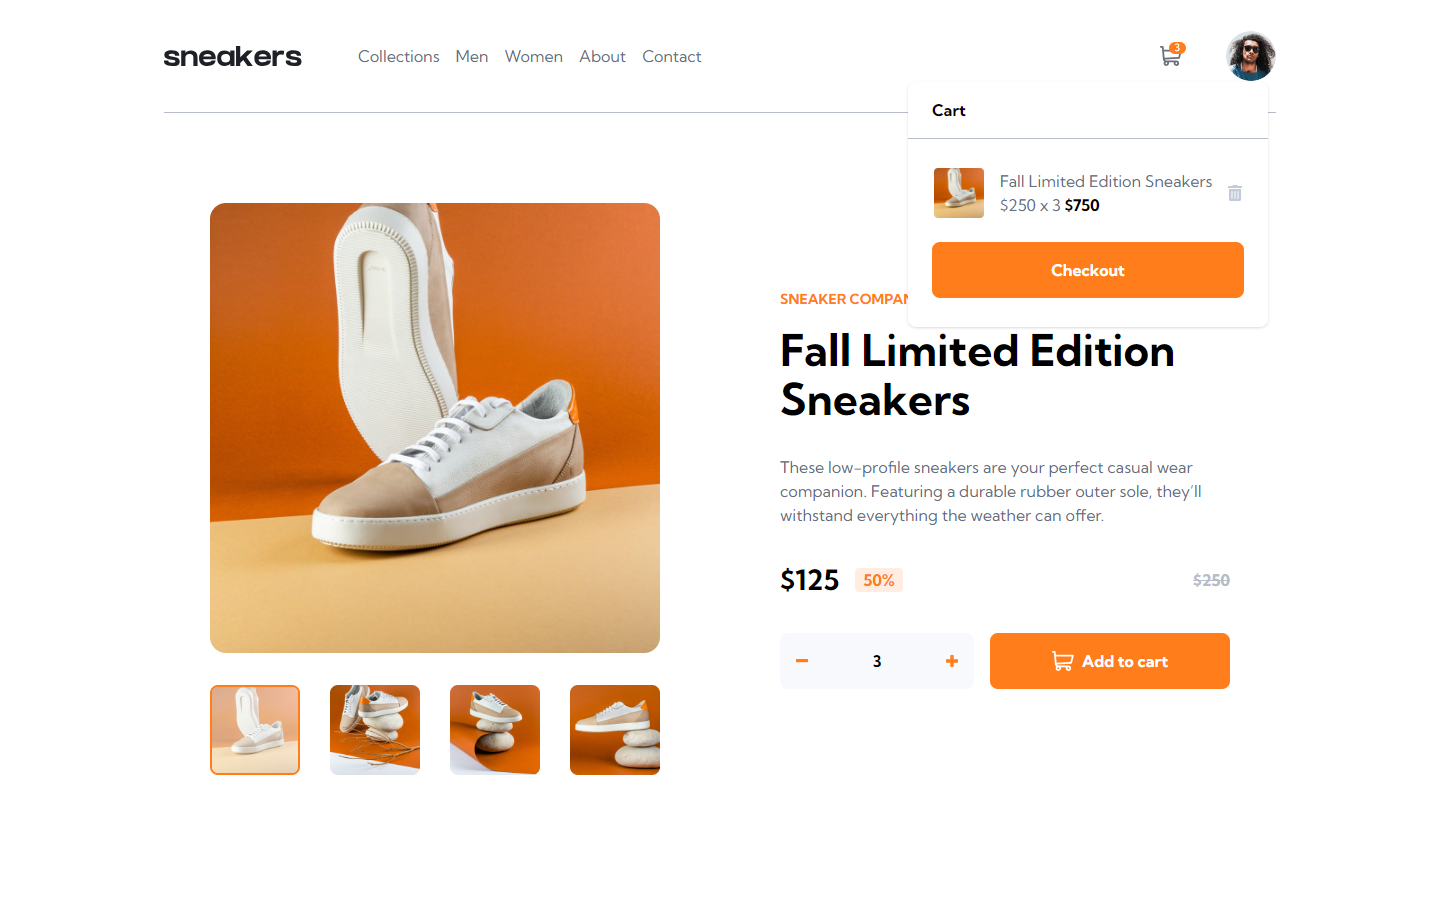 sneakers
Collections Men Women About Contact
3
Cart
Fall Limited Edition Sneakers
$250 x 3 $750
Checkout
SNEAKER
Fall Limited Edition
Sneakers
These low-profile sneakers are your perfect casual wear
companion. Featuring a durable rubber outer sole, they’ll
withstand everything the weather can offer.
$125 50% $250
3
Add to cart